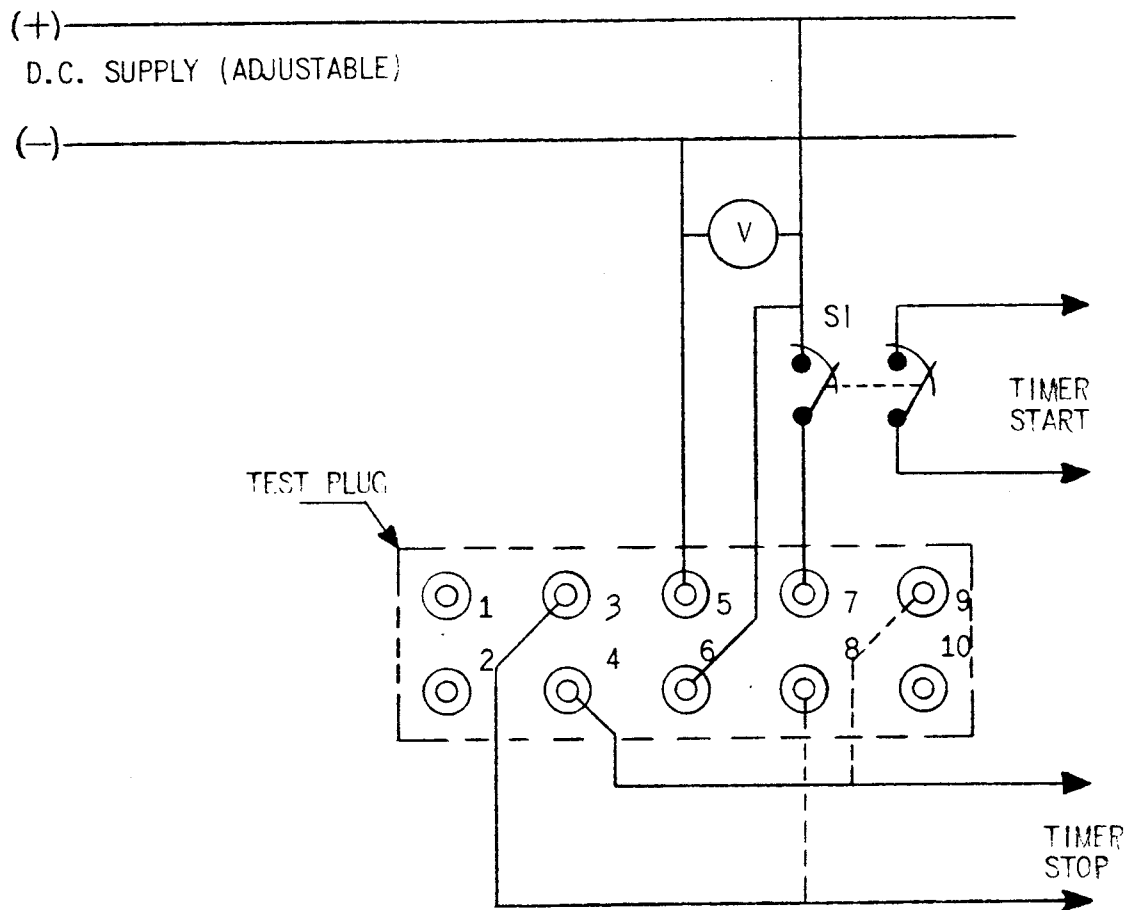 (+)
D.C. SUPPLY (ADJUSTABLE)
(-)
V
S1
TIMER
START
TEST PLUG
1
3
5
7
9
2
4
6
8
10
TIMER
STOP